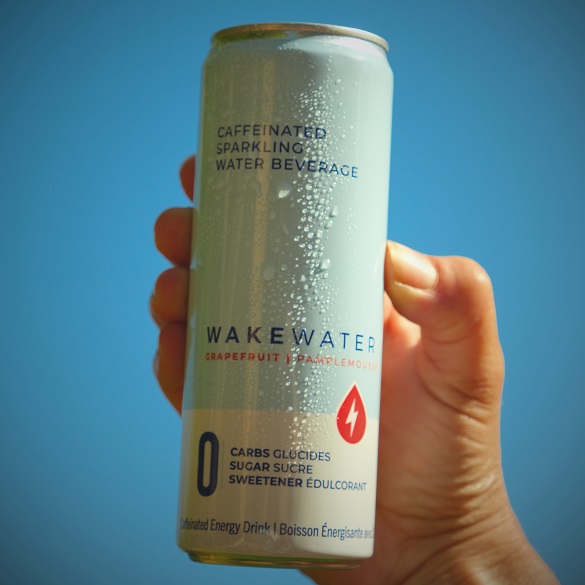 CAFFEINATED
SPARKLING
WATER BEVERAGE
WAKEWATER
GRAPEFRUIT | PAMPLEMOUSSE
0
CARBS GLUCIDES
SUGAR SUCRE
SWEETENER ÉDULCORANT
Caffeinated Energy Drink | Boisson Énergisante